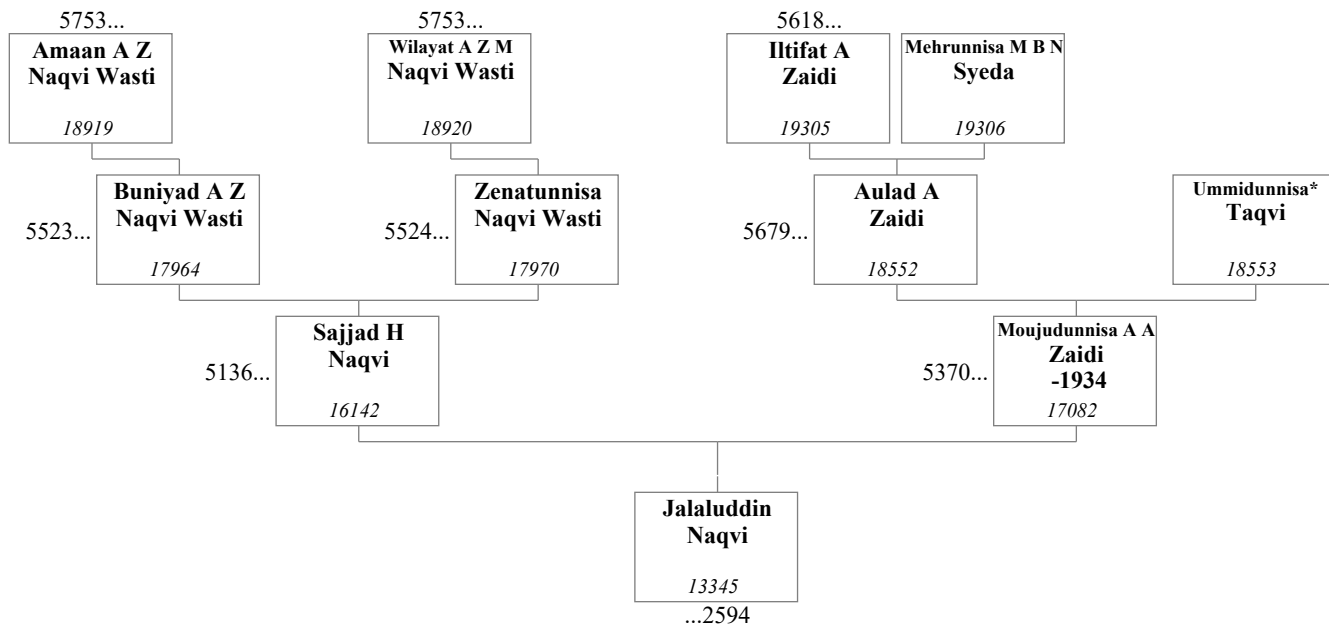 5753...
Amaan A Z
Naqvi Wasti
18919
5753...
Wilayat A Z M
Naqvi Wasti
18920
5618...
Iltifat A
Zaidi
19305
Mehrunnisa M B N
Syeda
19306
5523...
Buniyad A Z
Naqvi Wasti
17964
5524...
Zenatunnisa
Naqvi Wasti
17970
5679...
Aulad A
Zaidi
18552
Ummidunnisa*
Taqvi
18553
5136...
Sajjad H
Naqvi
16142
5370...
Moujudunnisa A A
Zaidi
-1934
17082
Jalaluddin
Naqvi
13345
...2594